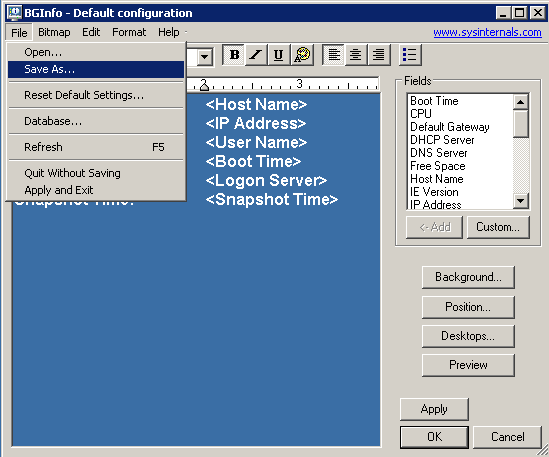 BGInfo - Default configuration
File Bitmap Edit Format Help
www.sysinternals.com
Open...
Save As...
Reset Default Settings...
Database...
Refresh F5
Quit Without Saving
Apply and Exit
B I U
2 3
<Host Name>
<IP Address>
<User Name>
<Boot Time>
<Logon Server>
Snapshot Time: <Snapshot Time>
Fields
Boot Time
CPU
Default Gateway
DHCP Server
DNS Server
Free Space
Host Name
IE Version
IP Address
<- Add Custom...
Background...
Position...
Desktops...
Preview
Apply
OK Cancel